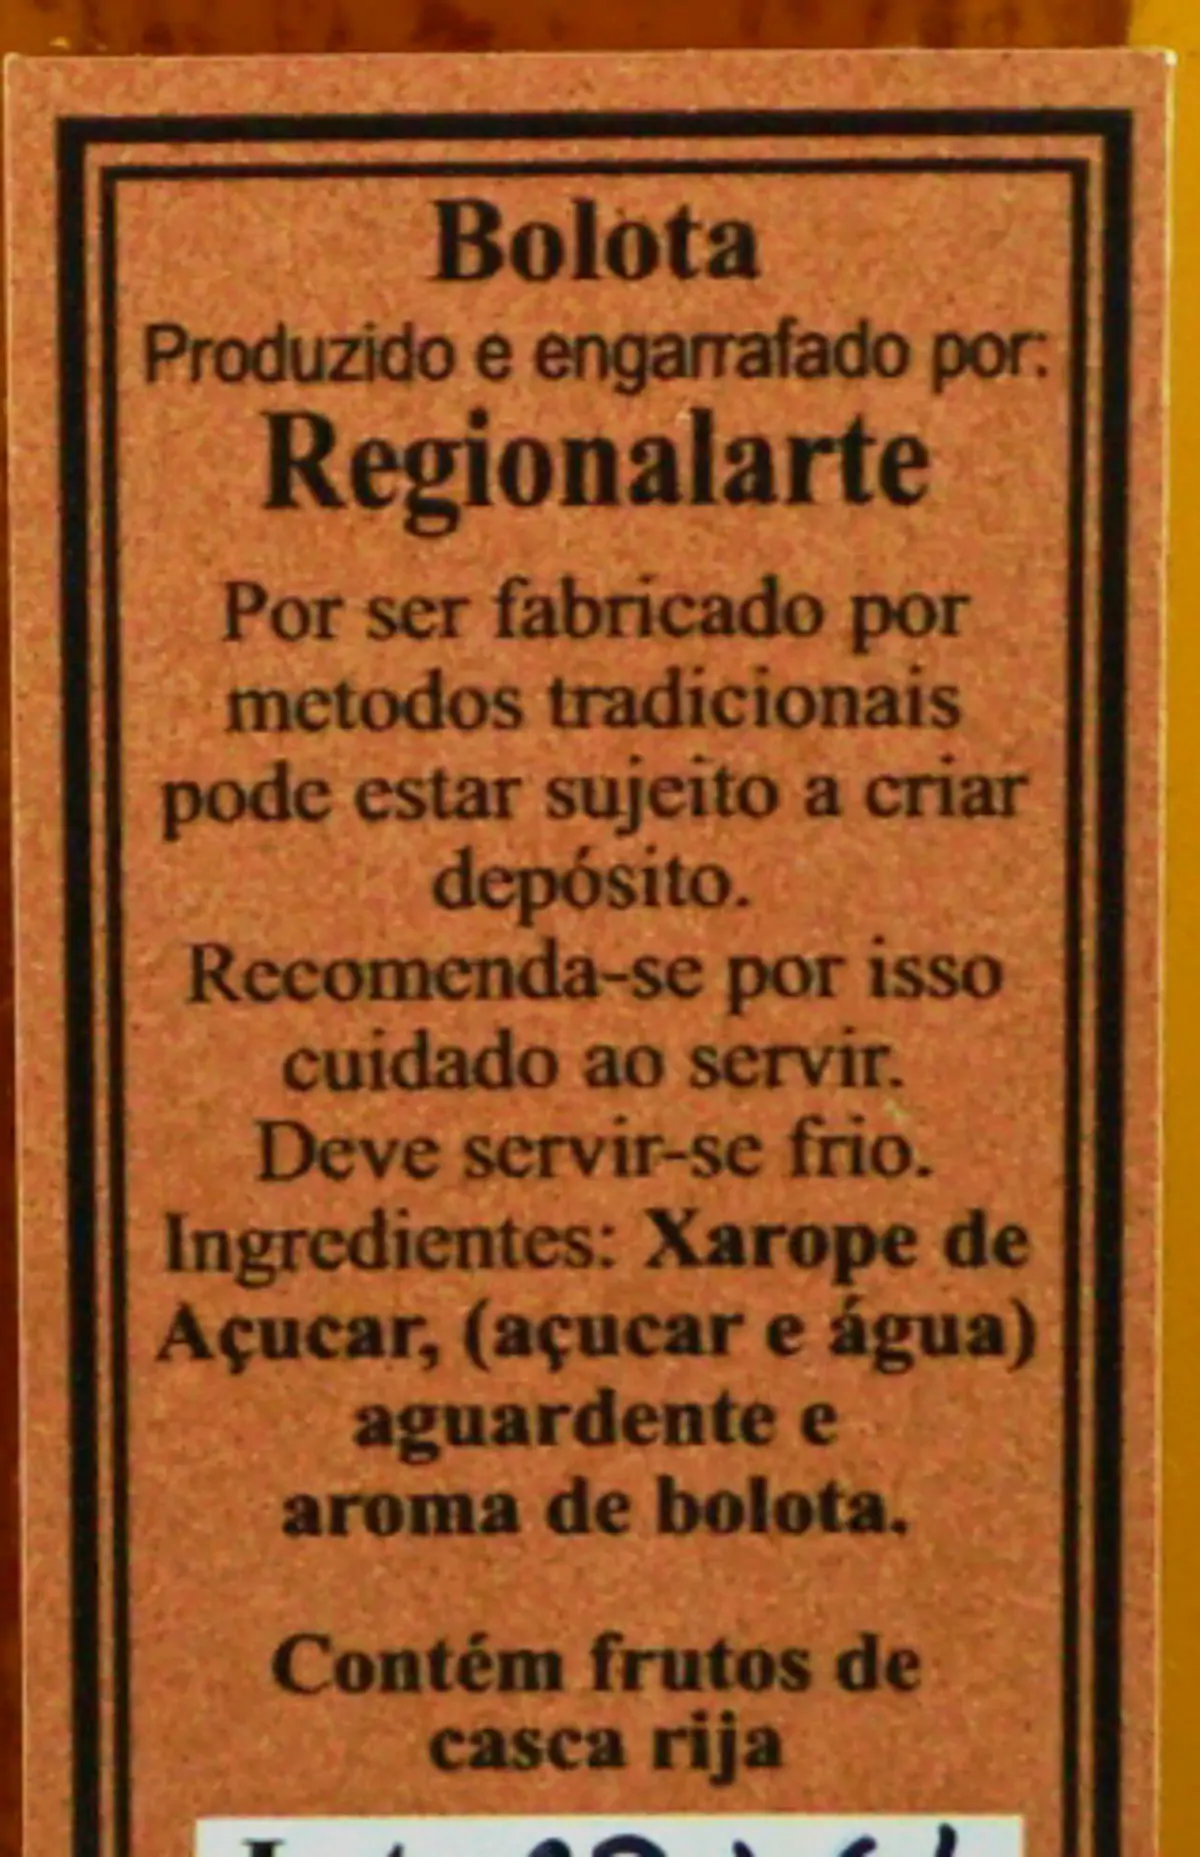 Bolota
Produzido e engarrafado por:
Regionalarte
Por ser fabricado por
metodos tradicionais
pode estar sujeito a criar
depósito.
Recomenda-se por isso
cuidado ao servir.
Deve servir-se frio.
Ingredientes: Xarope de
Açucar, (açucar e água)
aguardente e
aroma de bolota.
Contém frutos de
casca rija